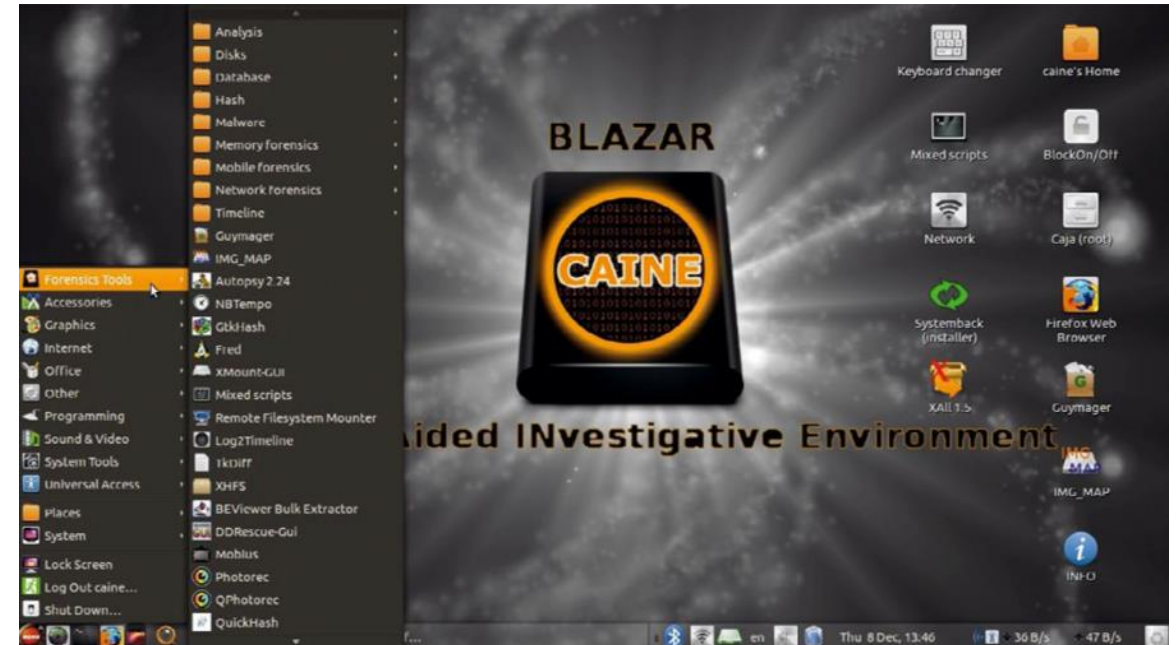 Analysis
Disks
Database
Hash
Malware
Memory forensics
Mobile forensics
Network forensics
Timeline
Guymager
IMG_MAP
Autopsy 2.24
NBTempo
GtkHash
Fred
XMount-GUI
Mixed scripts
Remote Filesystem Mounter
Log2Timeline
TkDiff
XHFS
BEViewer Bulk Extractor
DDRescue-Gui
Mobius
Photorec
QPhotorec
QuickHash
Forensics Tools
Accessories
Graphics
Internet
Office
Other
Programming
Sound & Video
System Tools
Universal Access
Places
System
Lock Screen
Log Out caine...
Shut Down...
BLAZAR
CAINE
Aided INvestigative Environment
Keyboard changer
caine's Home
Mixed scripts
BlockOn/Off
Network
Caja (root)
Systemback
(installer)
Firefox Web
Browser
XAll 1.5
Guymager
IMG
MAP
IMG_MAP
INFO
en
Thu 8 Dec, 13:46
36 B/s
47 B/s